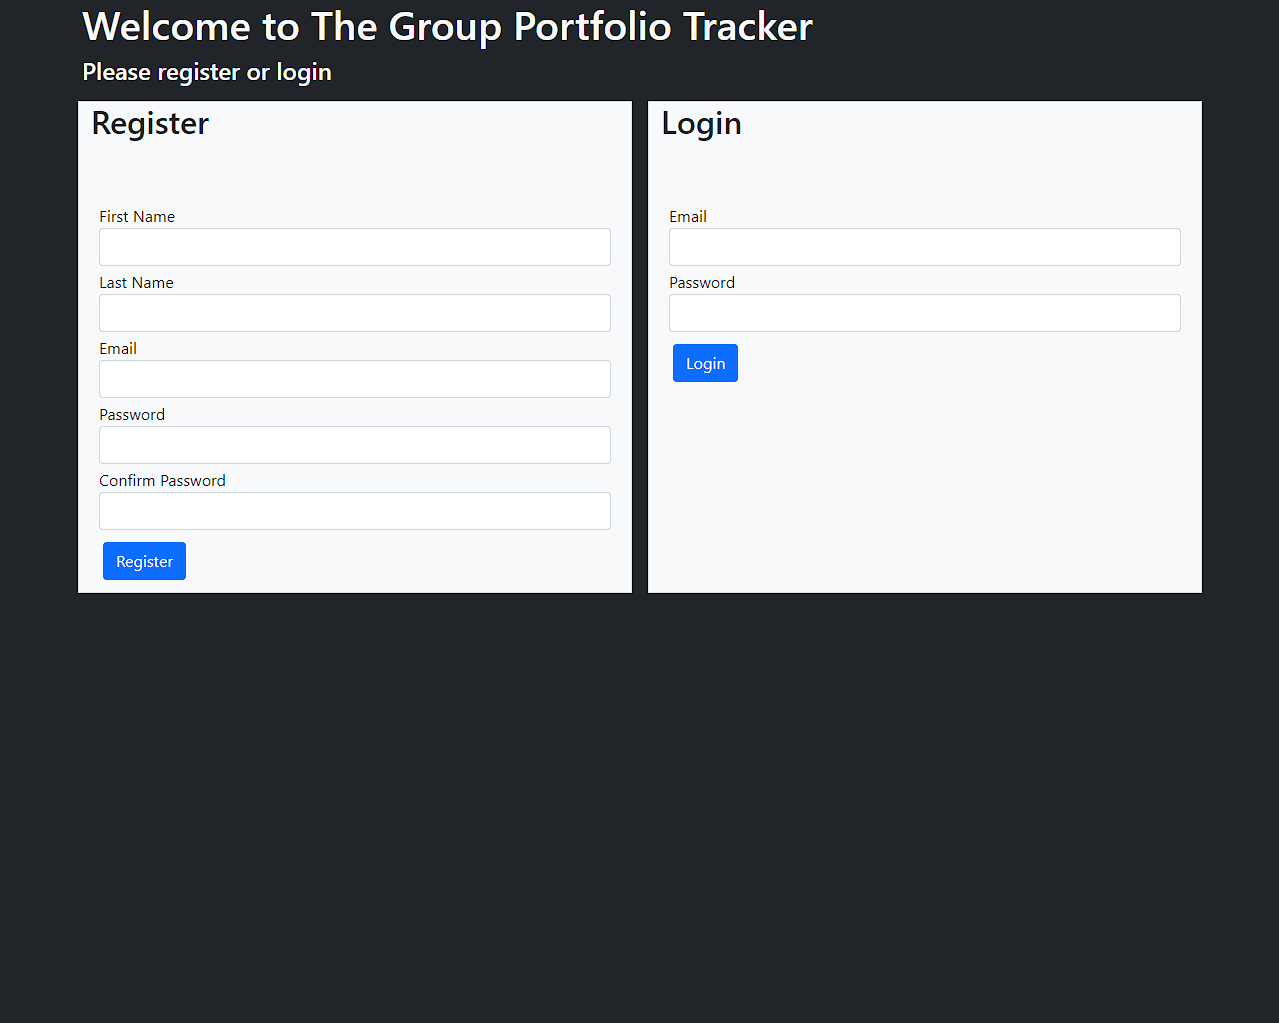 Welcome to The Group Portfolio Tracker
Please register or login
Register
First Name
Last Name
Email
Password
Confirm Password
Register
Login
Email
Password
Login